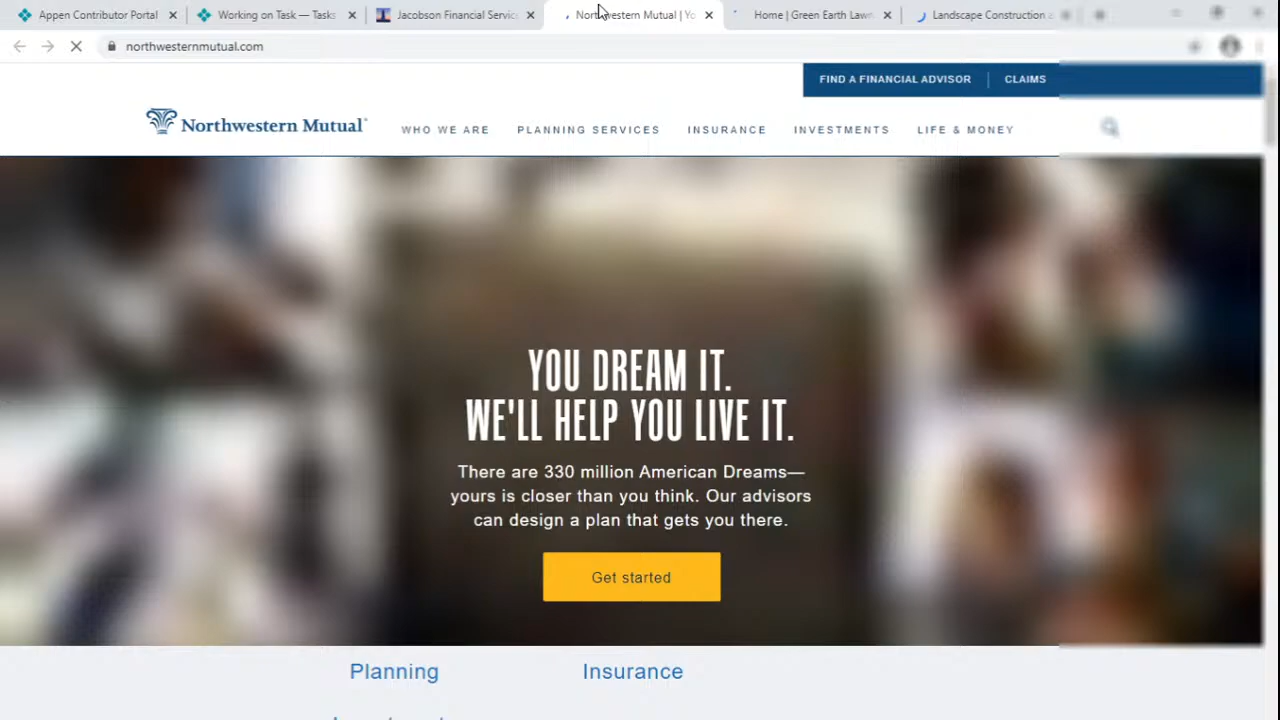 Appen Contributor Portal
Working on Task — Tasks
Jacobson Financial Servic
Northwestern Mutual | Yo
Home | Green Earth Lawn
Landscape Construction a
northwesternmutual.com
FIND A FINANCIAL ADVISOR
CLAIMS
Northwestern Mutual
WHO WE ARE
PLANNING SERVICES
INSURANCE
INVESTMENTS
LIFE & MONEY
YOU DREAM IT.
WE'LL HELP YOU LIVE IT.
There are 330 million American Dreams—
yours is closer than you think. Our advisors
can design a plan that gets you there.
Get started
Planning
Insurance